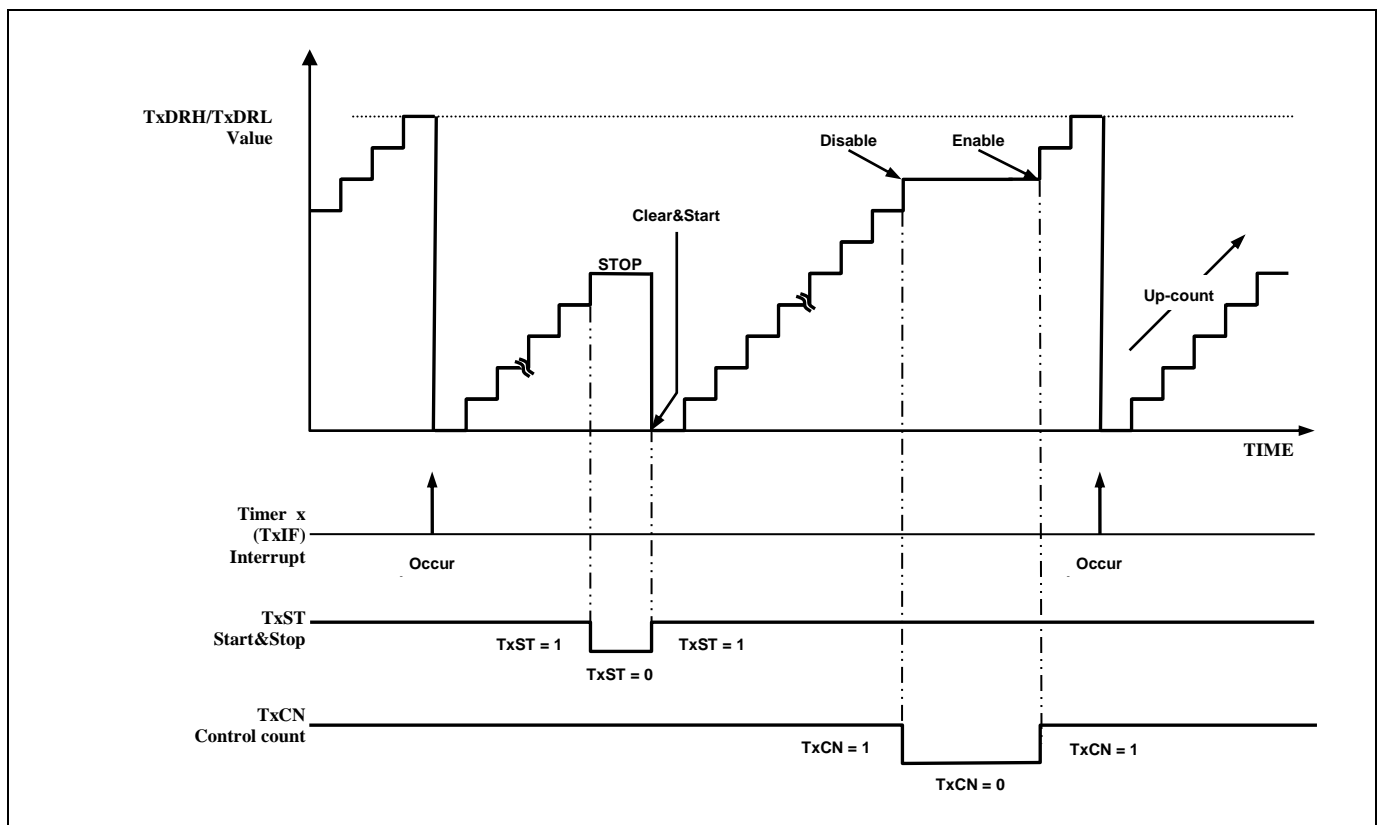 TxDRH/TxDRL
Value
Disable
Enable
Clear&Start
STOP
Up-count
TIME
Timer x
(TxIF)
Interrupt
Occur
Occur
TxST
Start&Stop
TxST = 1
TxST = 1
TxST = 0
TxCN
Control count
TxCN = 1
TxCN = 1
TxCN = 0